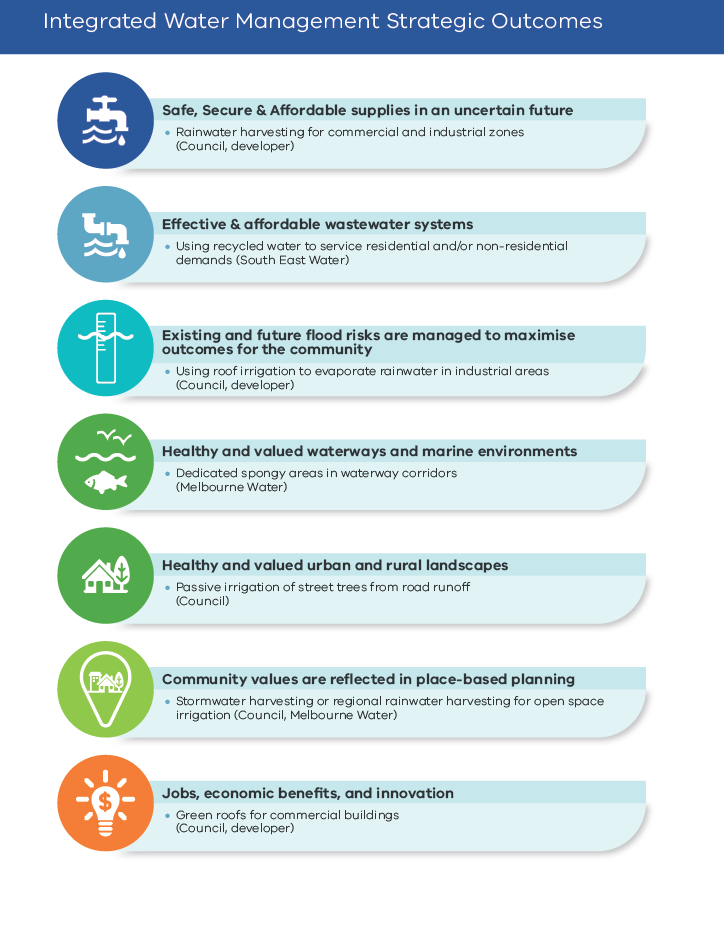 Integrated Water Management Strategic Outcomes
Safe, Secure & Affordable supplies in an uncertain future
• Rainwater harvesting for commercial and industrial zones
(Council, developer)
Effective & affordable wastewater systems
• Using recycled water to service residential and/or non-residential
demands (South East Water)
Existing and future flood risks are managed to maximise
outcomes for the community
• Using roof irrigation to evaporate rainwater in industrial areas
(Council, developer)
Healthy and valued waterways and marine environments
• Dedicated spongy areas in waterway corridors
(Melbourne Water)
Healthy and valued urban and rural landscapes
• Passive irrigation of street trees from road runoff
(Council)
Community values are reflected in place-based planning
• Stormwater harvesting or regional rainwater harvesting for open space
irrigation (Council, Melbourne Water)
$
Jobs, economic benefits, and innovation
• Green roofs for commercial buildings
(Council, developer)